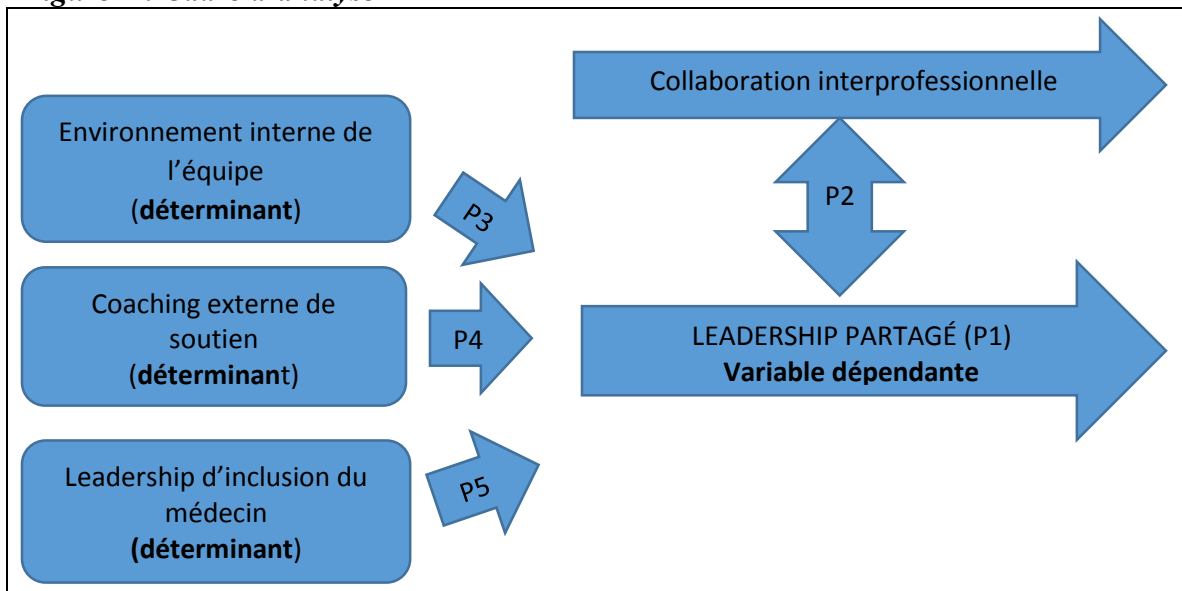 Environnement interne de
l’équipe
(déterminant)
P3
Coaching externe de
soutien
(déterminant)
P4
Leadership d’inclusion du
médecin
(déterminant)
P5
Collaboration interprofessionnelle
P2
LEADERSHIP PARTAGÉ (P1)
Variable dépendante